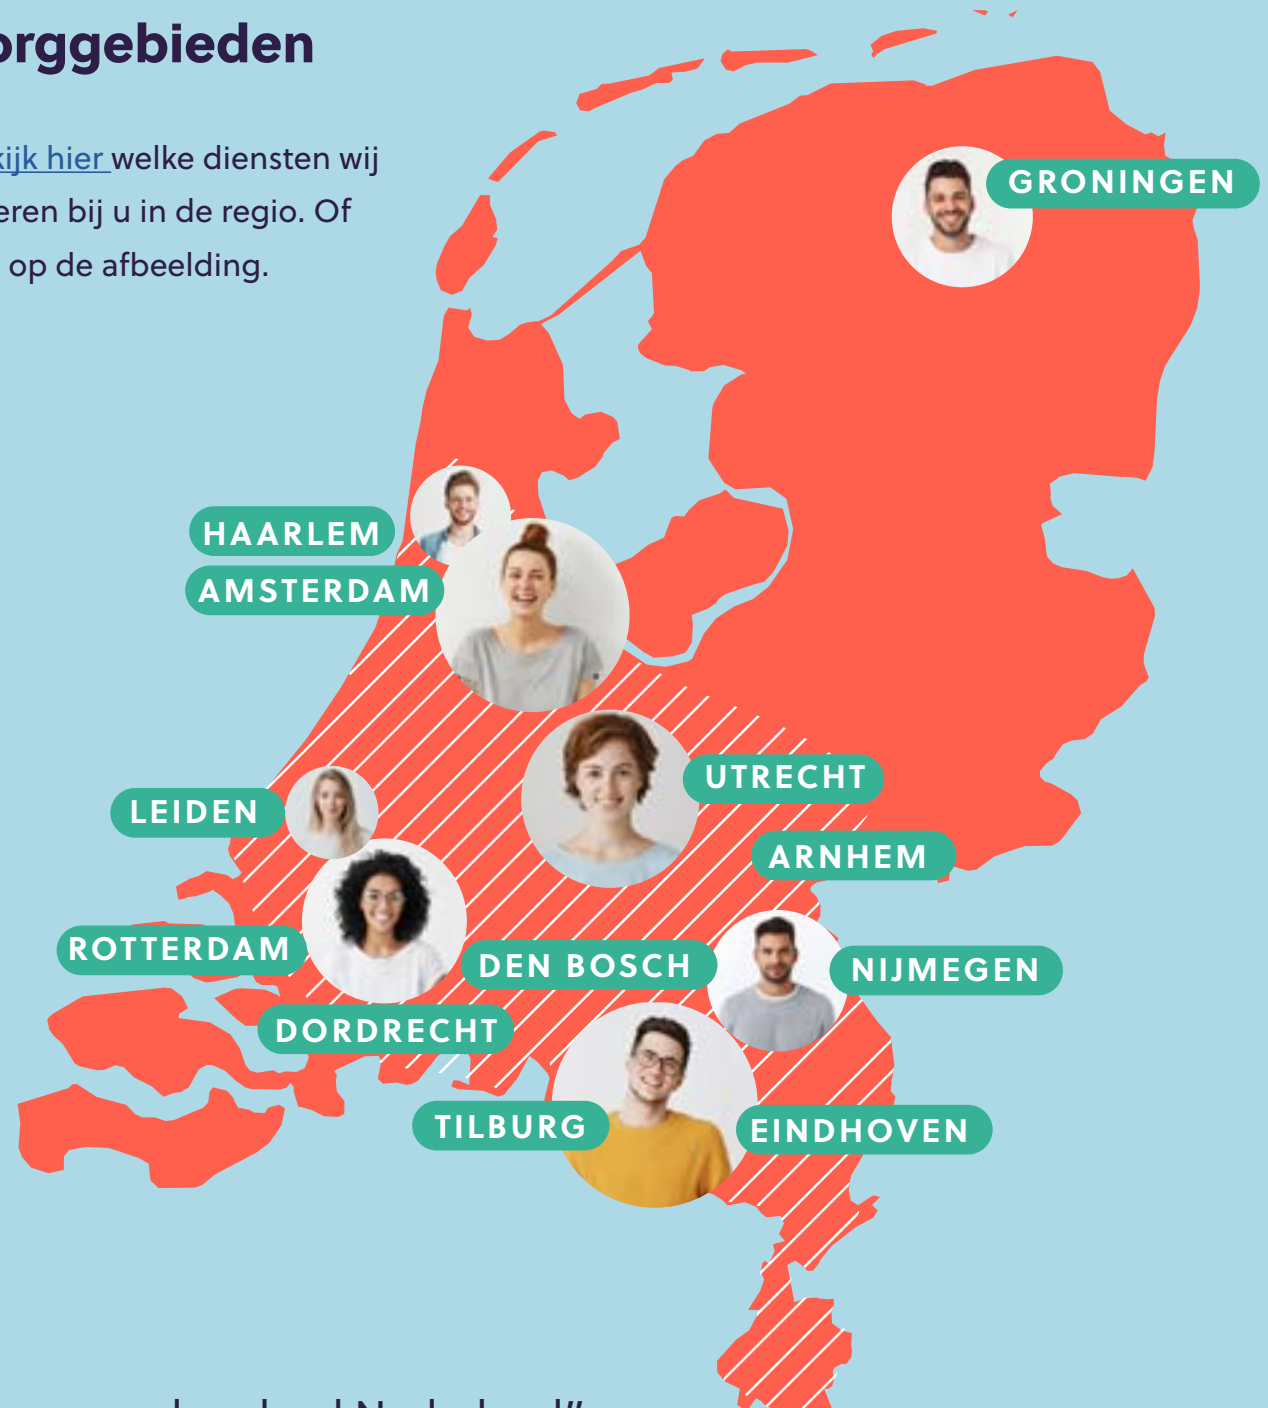 orggebieden
kijk hier welke diensten wij
eren bij u in de regio. Of
op de afbeelding.
GRONINGEN
HAARLEM
AMSTERDAM
UTRECHT
LEIDEN
ARNHEM
ROTTERDAM
DEN BOSCH
NIJMEGEN
DORDRECHT
TILBURG
EINDHOVEN